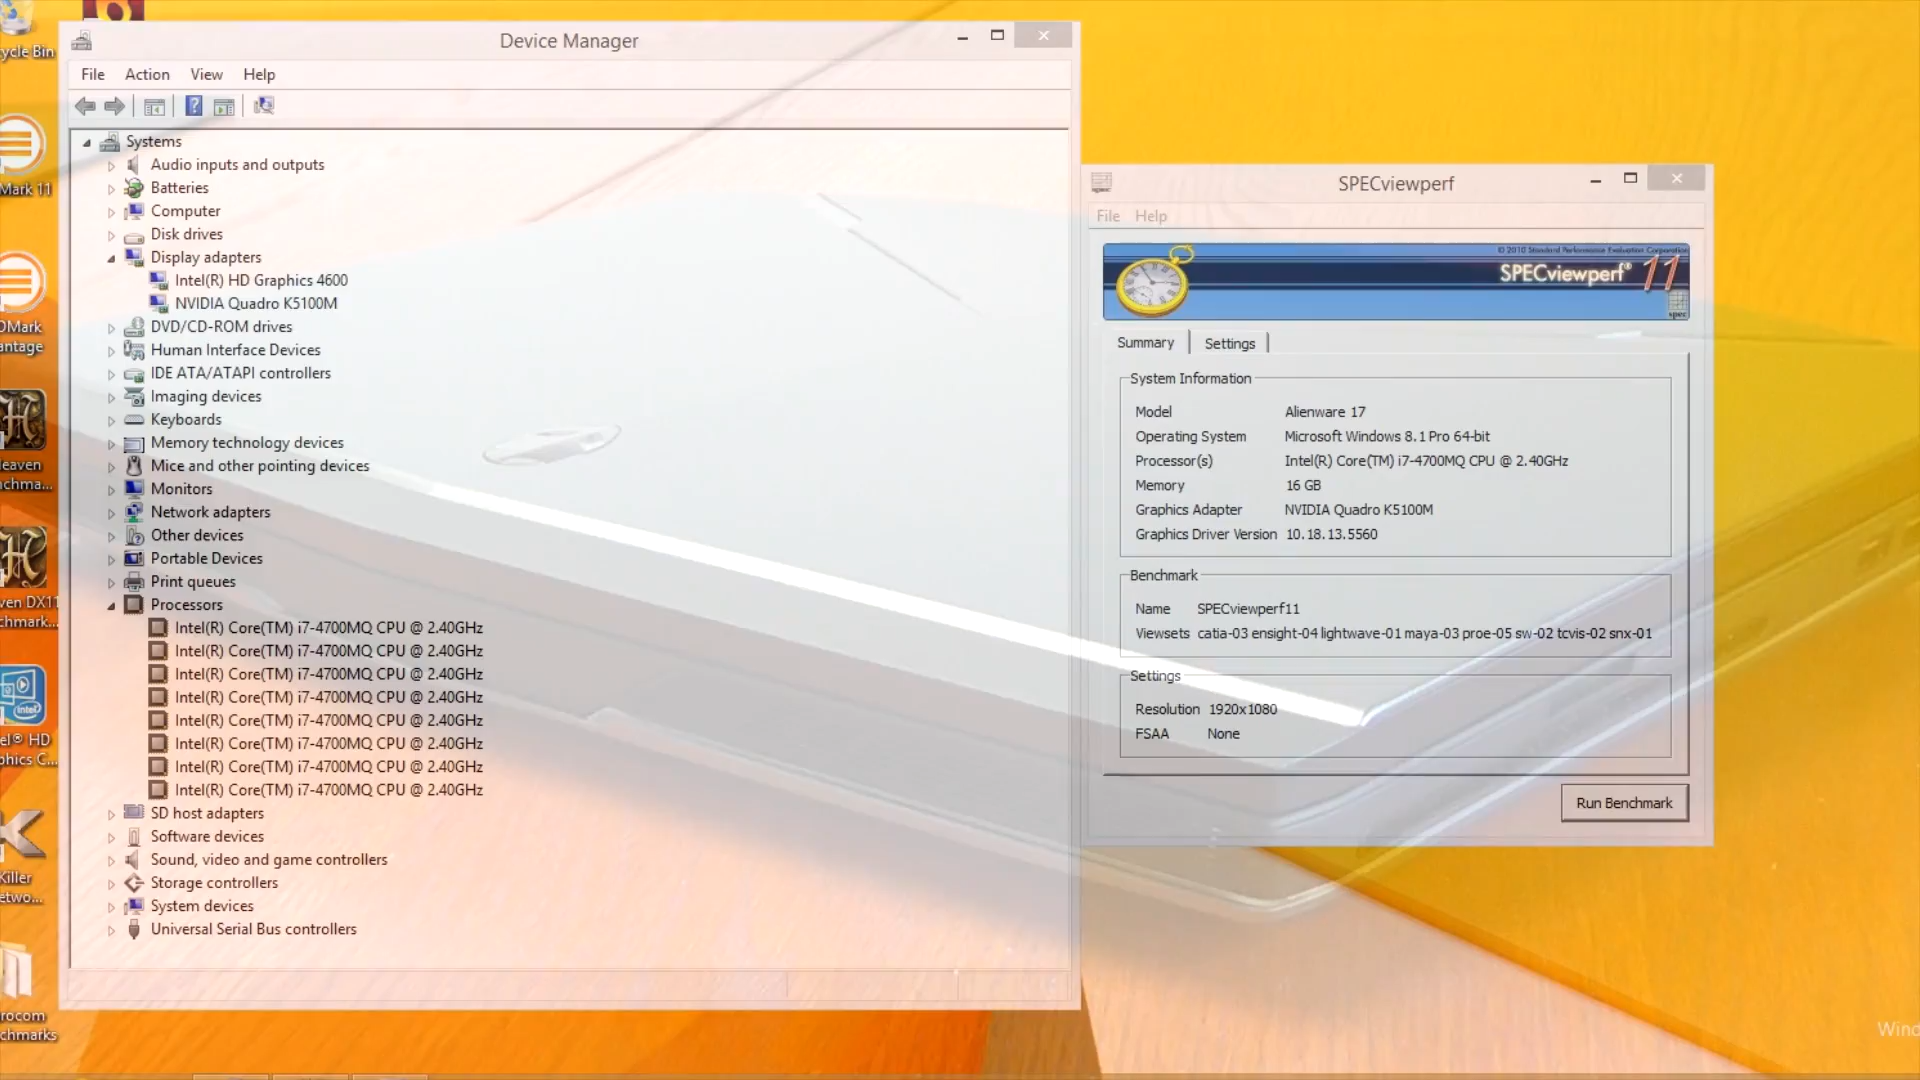 Device Manager
File Action View Help
Systems
Audio inputs and outputs
Batteries
Computer
Disk drives
Display adapters
Intel(R) HD Graphics 4600
NVIDIA Quadro K5100M
DVD/CD-ROM drives
Human Interface Devices
IDE ATA/ATAPI controllers
Imaging devices
Keyboards
Memory technology devices
Mice and other pointing devices
Monitors
Network adapters
Other devices
Portable Devices
Print queues
Processors
Intel(R) Core(TM) i7-4700MQ CPU @ 2.40GHz
Intel(R) Core(TM) i7-4700MQ CPU @ 2.40GHz
Intel(R) Core(TM) i7-4700MQ CPU @ 2.40GHz
Intel(R) Core(TM) i7-4700MQ CPU @ 2.40GHz
Intel(R) Core(TM) i7-4700MQ CPU @ 2.40GHz
Intel(R) Core(TM) i7-4700MQ CPU @ 2.40GHz
Intel(R) Core(TM) i7-4700MQ CPU @ 2.40GHz
Intel(R) Core(TM) i7-4700MQ CPU @ 2.40GHz
SD host adapters
Software devices
Sound, video and game controllers
Storage controllers
System devices
Universal Serial Bus controllers
SPECviewperf
File Help
© 2010 Standard Performance Evaluation Corporation
SPECviewperf® 11
spec
Summary Settings
System Information
Model Alienware 17
Operating System Microsoft Windows 8.1 Pro 64-bit
Processor(s) Intel(R) Core(TM) i7-4700MQ CPU @ 2.40GHz
Memory 16 GB
Graphics Adapter NVIDIA Quadro K5100M
Graphics Driver Version 10.18.13.5560
Benchmark
Name SPECviewperf11
Viewsets catia-03 ensight-04 lightwave-01 maya-03 proe-05 sw-02 tcvis-02 snx-01
Settings
Resolution 1920x1080
FSAA None
Run Benchmark
ycle Bin
Mark 11
DMark
antage
eaven
nchma...
ven DX11
chmark...
intel
el® HD
phics C...
Killer
etwo...
rocom
chmarks
Wind